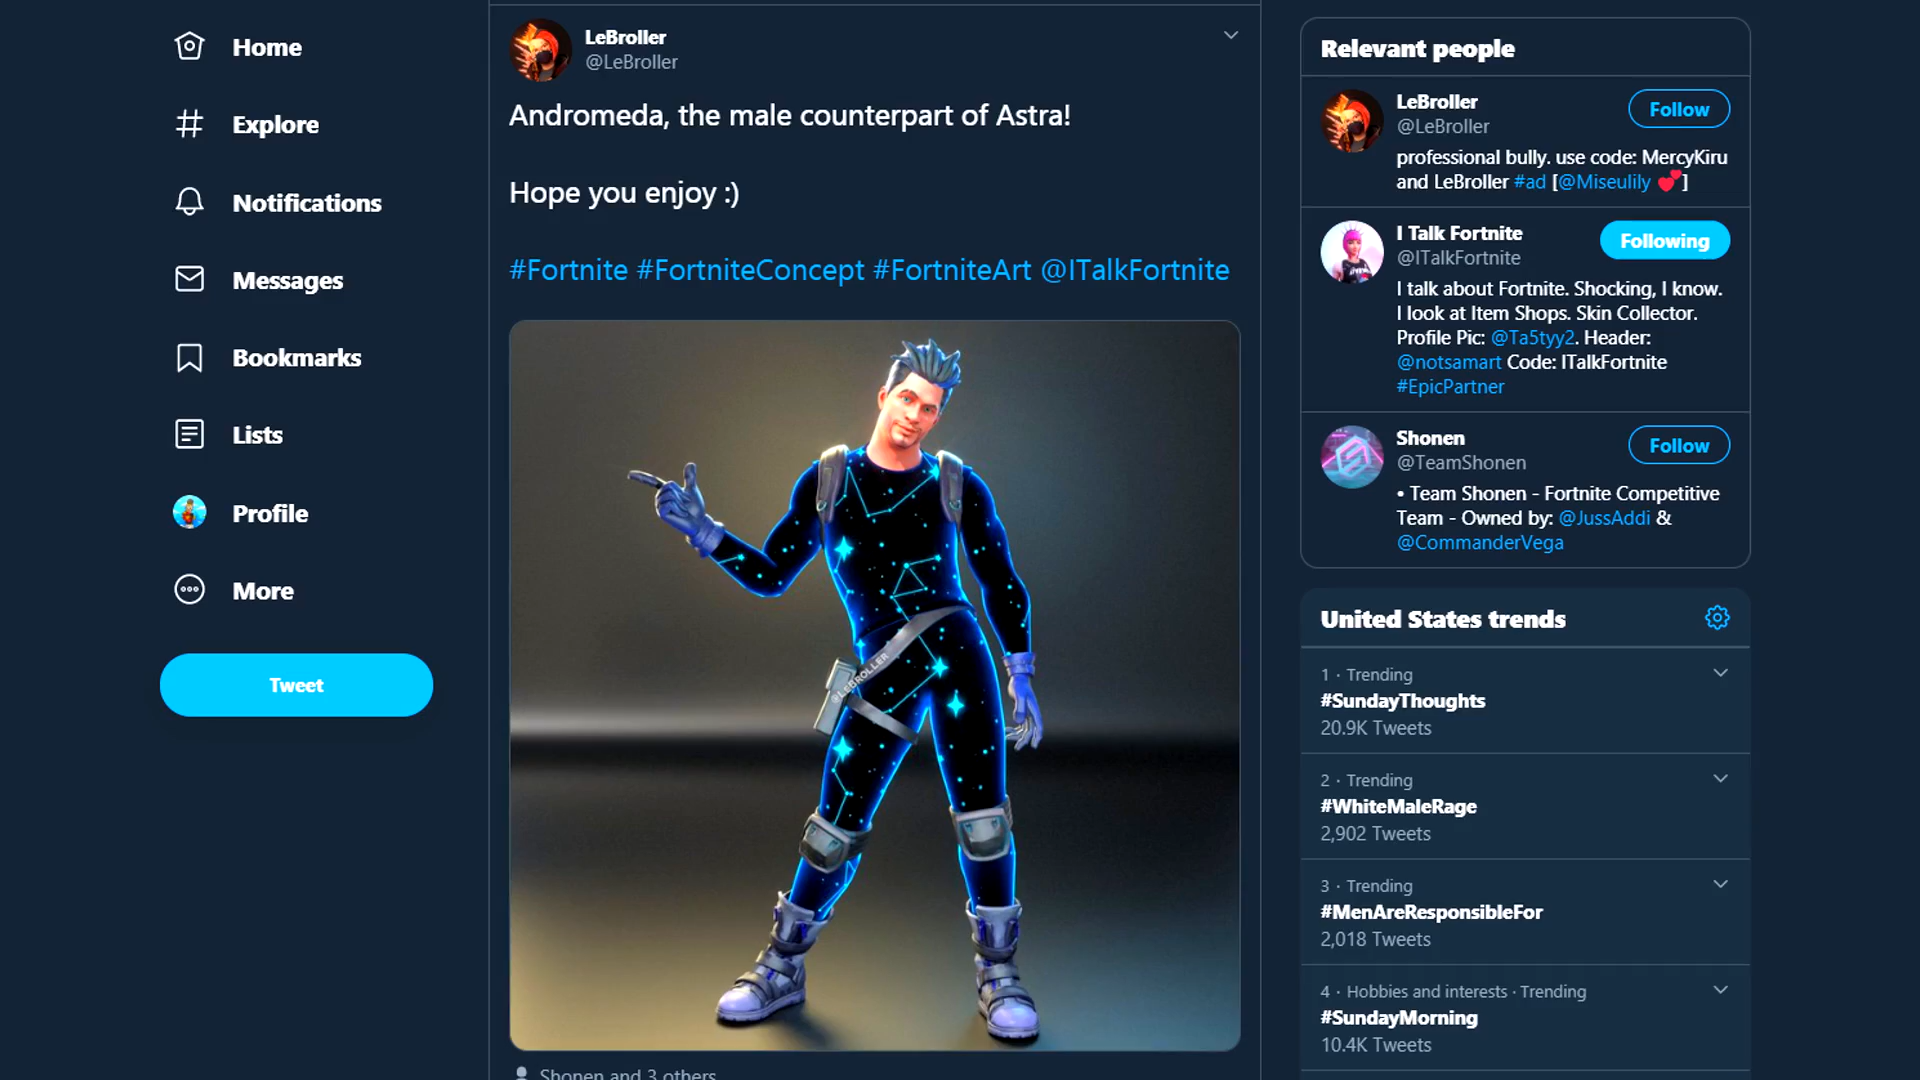 Home
Explore
Notifications
Messages
Bookmarks
Lists
Profile
More
Tweet
LeBroller
@LeBroller
Andromeda, the male counterpart of Astra!
Hope you enjoy :)
#Fortnite #FortniteConcept #FortniteArt @ITalkFortnite
@LEBROLLER
Shonen and 3 others
Relevant people
LeBroller
@LeBroller
Follow
professional bully. use code: MercyKiru
and LeBroller #ad [@Miseulily 💕]
I Talk Fortnite
@ITalkFortnite
Following
I talk about Fortnite. Shocking, I know.
I look at Item Shops. Skin Collector.
Profile Pic: @Ta5tyy2. Header:
@notsamart Code: ITalkFortnite
#EpicPartner
Shonen
@TeamShonen
Follow
• Team Shonen - Fortnite Competitive
Team - Owned by: @JussAddi &
@CommanderVega
United States trends
1 · Trending
#SundayThoughts
20.9K Tweets
2 · Trending
#WhiteMaleRage
2,902 Tweets
3 · Trending
#MenAreResponsibleFor
2,018 Tweets
4 · Hobbies and interests · Trending
#SundayMorning
10.4K Tweets